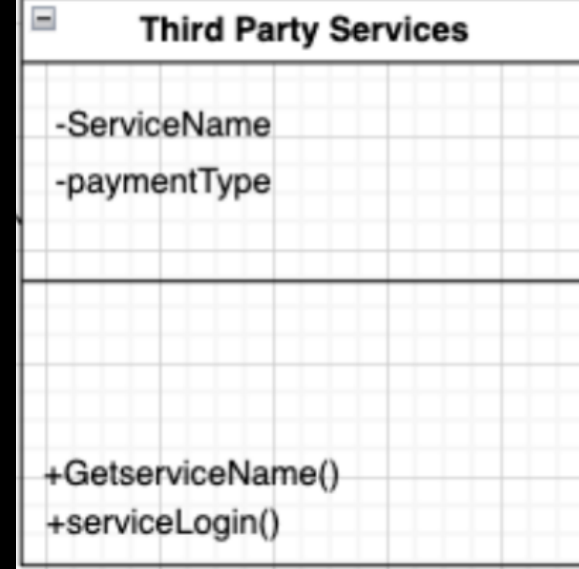 Third Party Services
-ServiceName
-paymentType
+GetserviceName()
+serviceLogin()